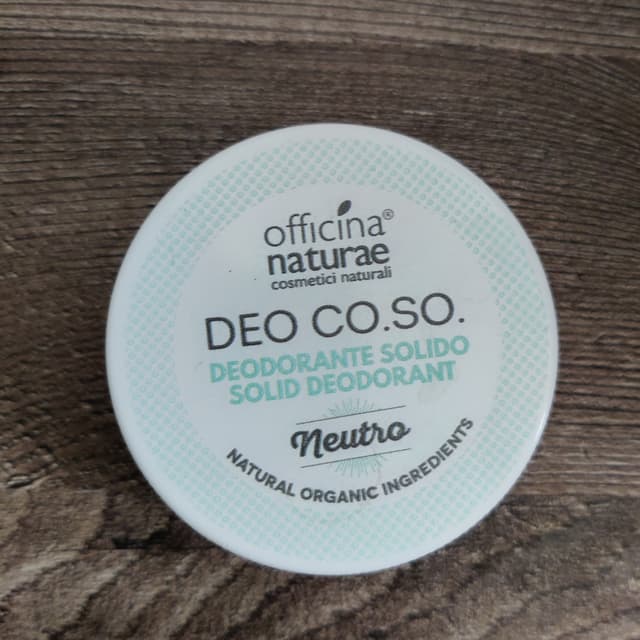 officina®
naturae
cosmetici naturali
DEO CO.SO.
DEODORANTE SOLIDO
SOLID DEODORANT
Neutro
NATURAL ORGANIC INGREDIENTS